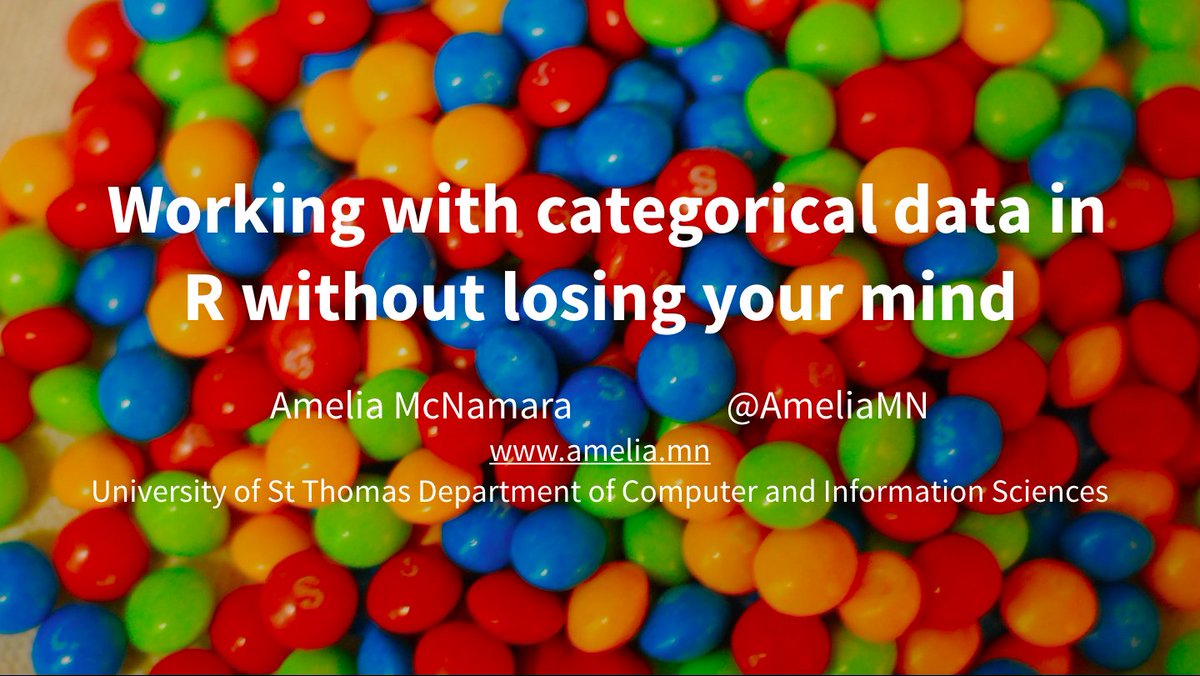 Working with categorical data in
R without losing your mind
Amelia McNamara @AmeliaMN
www.amelia.mn
University of St Thomas Department of Computer and Information Sciences